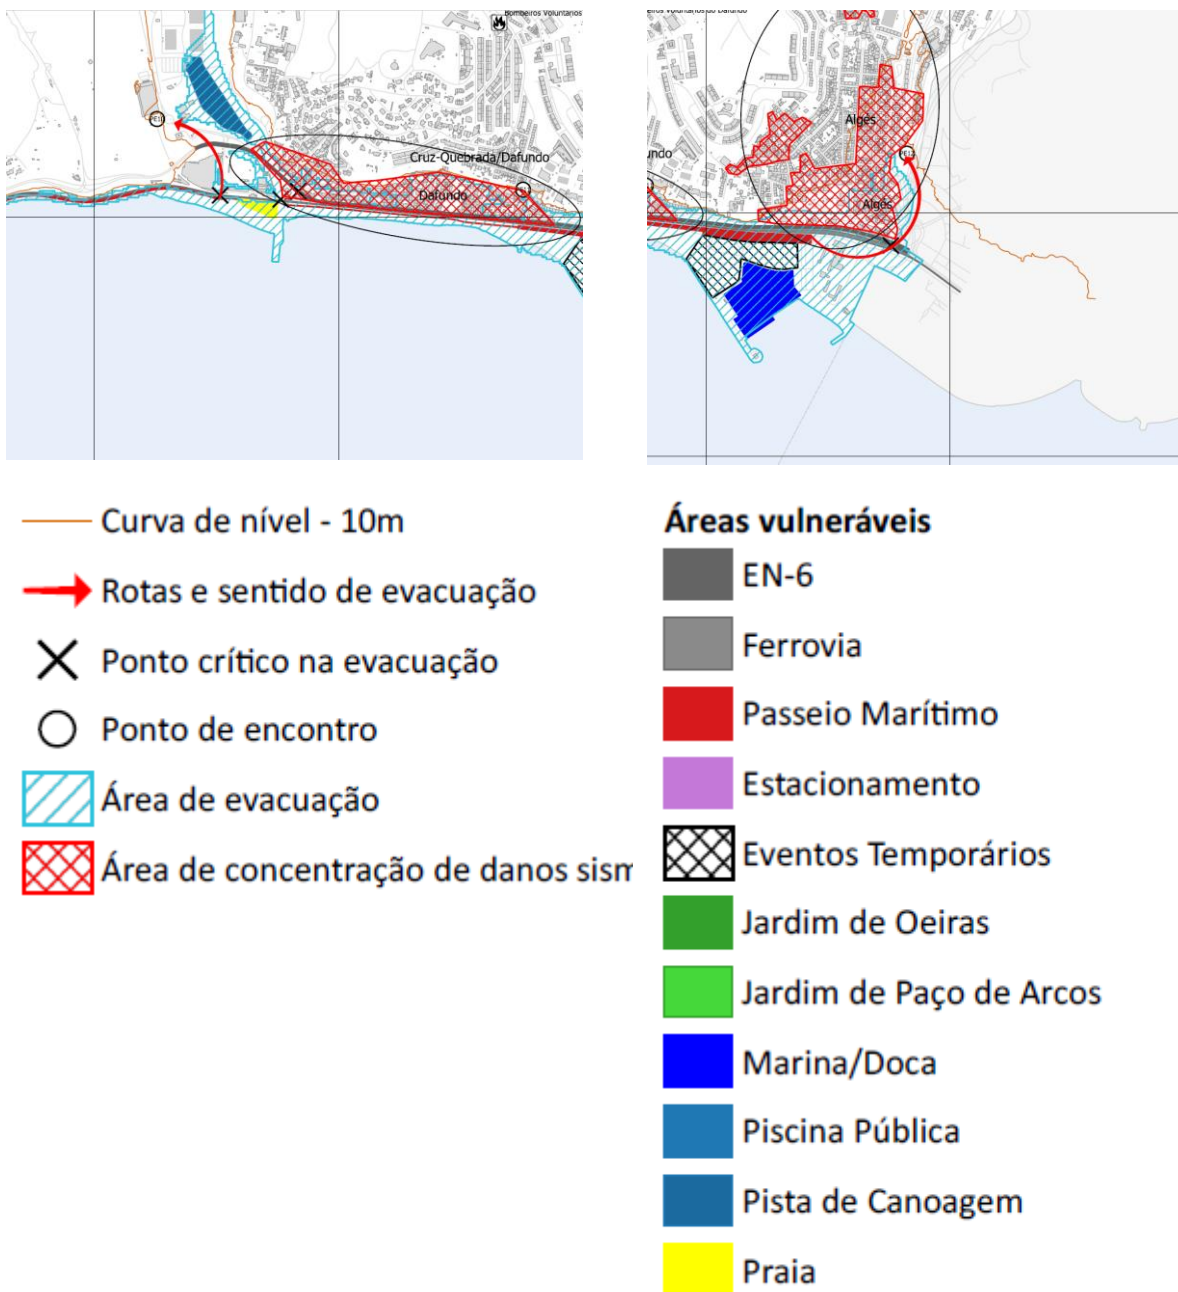 Bombeiros Voluntários
Cruz-Quebrada/Dafundo
Dafundo
Algés
Algés
Curva de nível - 10m
Rotas e sentido de evacuação
Ponto crítico na evacuação
Ponto de encontro
Área de evacuação
Área de concentração de danos sism
Áreas vulneráveis
EN-6
Ferrovia
Passeio Marítimo
Estacionamento
Eventos Temporários
Jardim de Oeiras
Jardim de Paço de Arcos
Marina/Doca
Piscina Pública
Pista de Canoagem
Praia